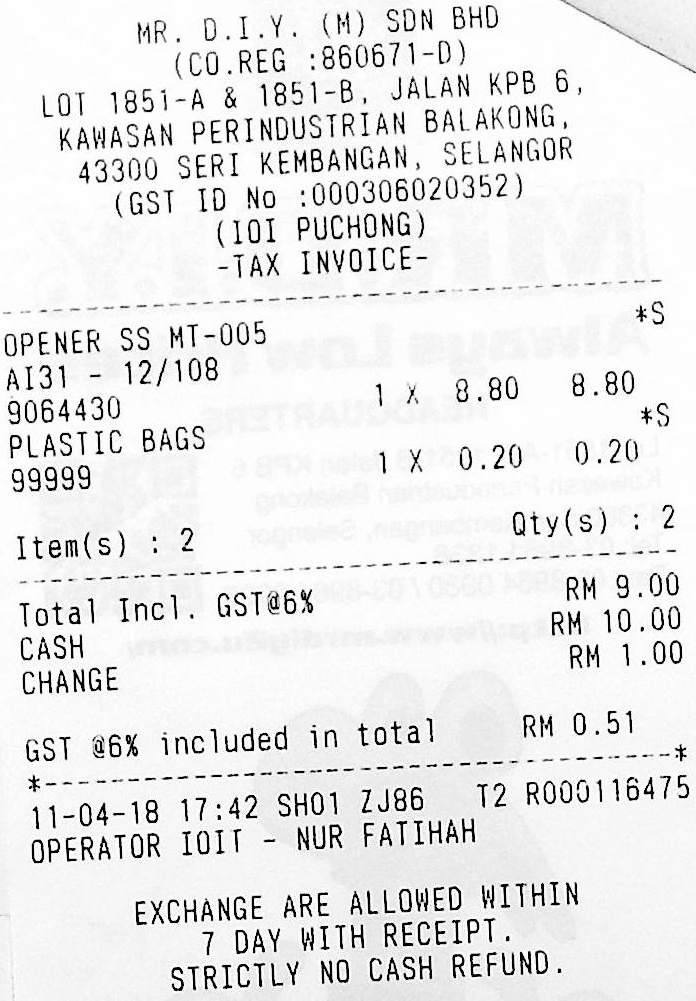 MR. D.I.Y. (M) SDN BHD
(CO.REG :860671-D)
LOT 1851-A & 1851-B, JALAN KPB 6,
KAWASAN PERINDUSTRIAN BALAKONG,
43300 SERI KEMBANGAN, SELANGOR
(GST ID No :000306020352)
(IOI PUCHONG)
-TAX INVOICE-
OPENER SS MT-005 *S
AI31 - 12/108
9064430 1 X 8.80 8.80
PLASTIC BAGS *S
99999 1 X 0.20 0.20
Item(s) : 2 Qty(s) : 2
Total Incl. GST@6% RM 9.00
CASH RM 10.00
CHANGE RM 1.00
GST @6% included in total RM 0.51
*--------------------------------------*
11-04-18 17:42 SH01 ZJ86 T2 R000116475
OPERATOR IOIT - NUR FATIHAH
EXCHANGE ARE ALLOWED WITHIN
7 DAY WITH RECEIPT.
STRICTLY NO CASH REFUND.